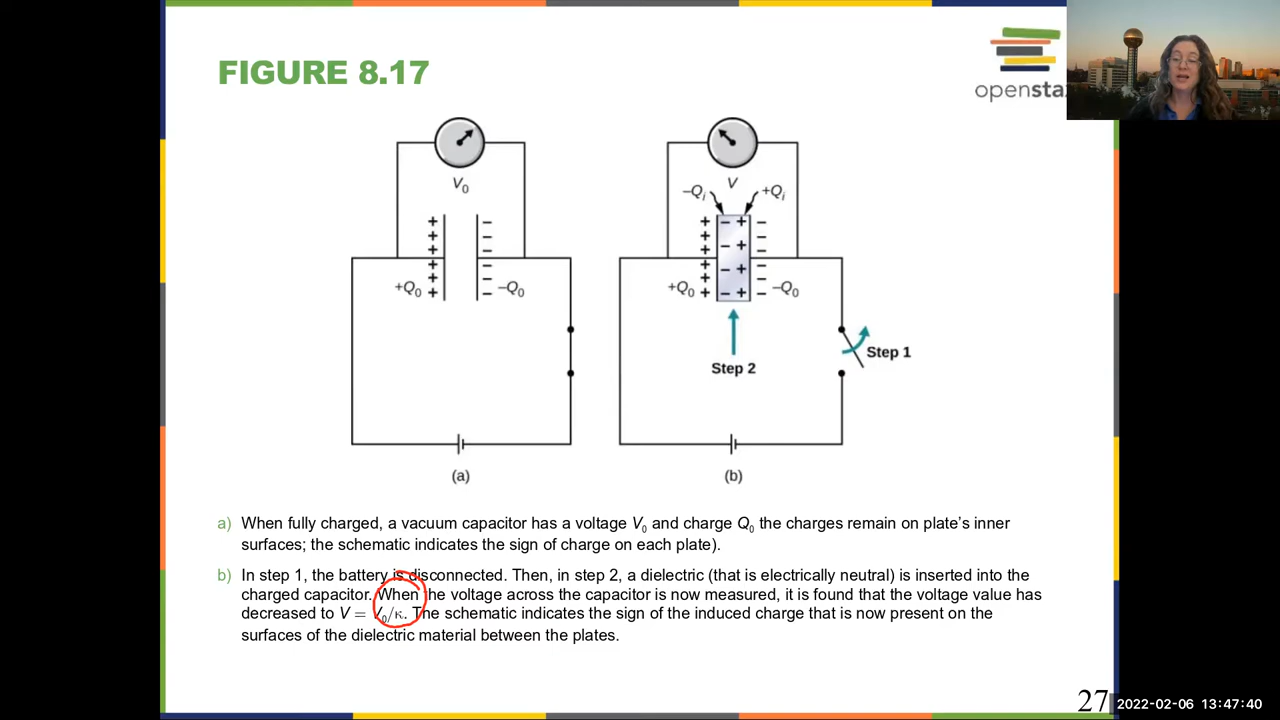 FIGURE 8.17
openstax
V₀
+Q₀
–Q₀
(a)
V
–Qᵢ
+Qᵢ
+Q₀
–Q₀
Step 1
Step 2
(b)
a) When fully charged, a vacuum capacitor has a voltage V₀ and charge Q₀ the charges remain on plate’s inner
surfaces; the schematic indicates the sign of charge on each plate).
b) In step 1, the battery is disconnected. Then, in step 2, a dielectric (that is electrically neutral) is inserted into the
charged capacitor. When the voltage across the capacitor is now measured, it is found that the voltage value has
decreased to V = V₀/κ. The schematic indicates the sign of the induced charge that is now present on the
surfaces of the dielectric material between the plates.
27
2022-02-06 13:47:40